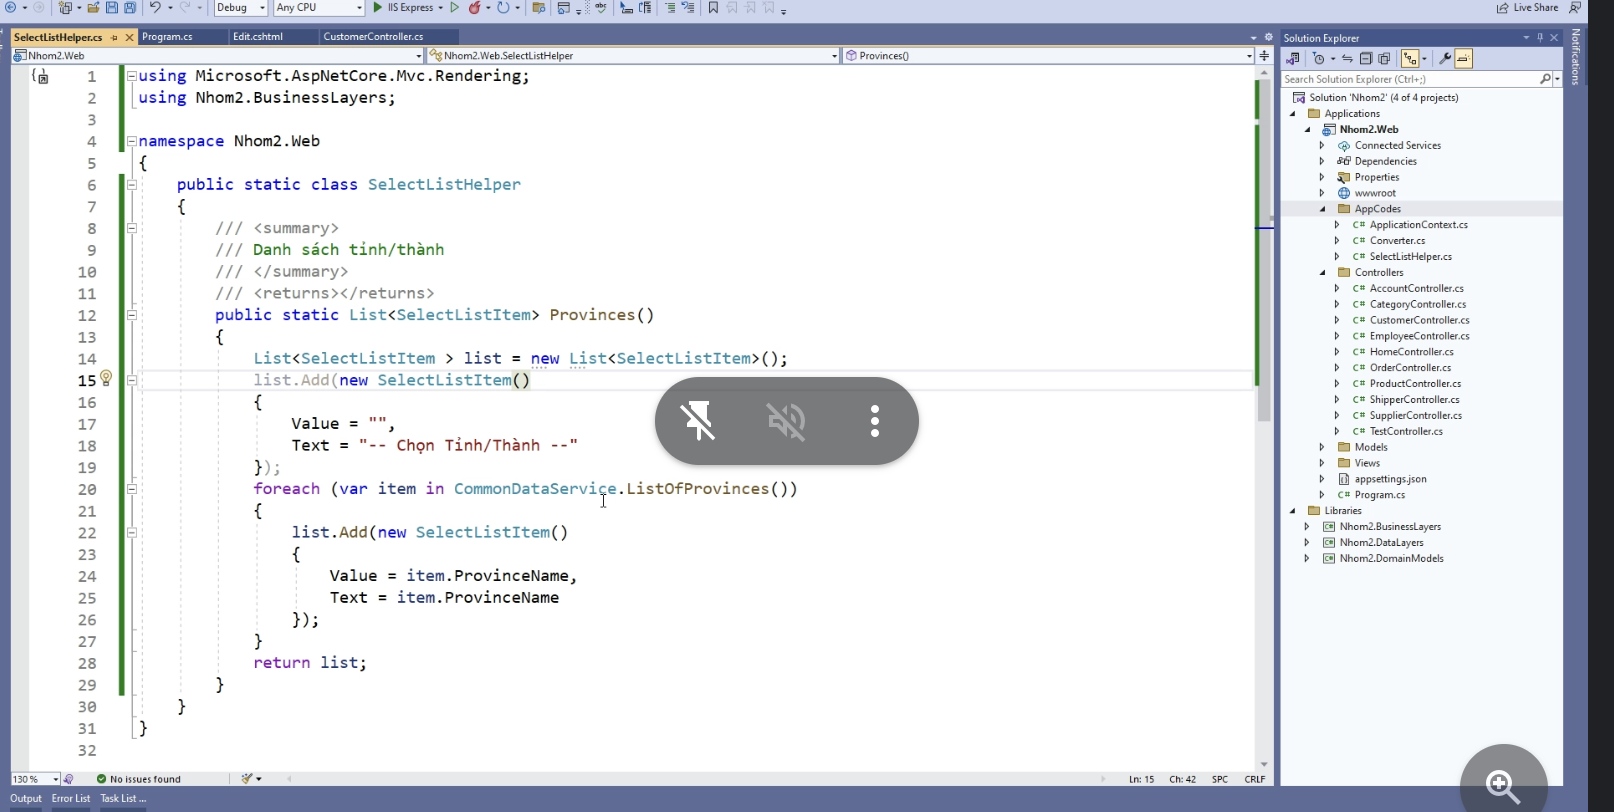 Debug Any CPU IIS Express Live Share
SelectListHelper.cs Program.cs Edit.cshtml CustomerController.cs
Nhom2.Web Nhom2.Web.SelectListHelper Provinces()
1 using Microsoft.AspNetCore.Mvc.Rendering;
2 using Nhom2.BusinessLayers;
3
4 namespace Nhom2.Web
5 {
6 public static class SelectListHelper
7 {
8 /// <summary>
9 /// Danh sách tỉnh/thành
10 /// </summary>
11 /// <returns></returns>
12 public static List<SelectListItem> Provinces()
13 {
14 List<SelectListItem > list = new List<SelectListItem>();
15 list.Add(new SelectListItem()
16 {
17 Value = "",
18 Text = "-- Chọn Tỉnh/Thành --"
19 });
20 foreach (var item in CommonDataService.ListOfProvinces())
21 {
22 list.Add(new SelectListItem()
23 {
24 Value = item.ProvinceName,
25 Text = item.ProvinceName
26 });
27 }
28 return list;
29 }
30 }
31 }
32
130 % No issues found Ln: 15 Ch: 42 SPC CRLF
Output Error List Task List ...
Solution Explorer
Search Solution Explorer (Ctrl+;)
Solution 'Nhom2' (4 of 4 projects)
Applications
Nhom2.Web
Connected Services
Dependencies
Properties
wwwroot
AppCodes
C# ApplicationContext.cs
C# Converter.cs
C# SelectListHelper.cs
Controllers
C# AccountController.cs
C# CategoryController.cs
C# CustomerController.cs
C# EmployeeController.cs
C# HomeController.cs
C# OrderController.cs
C# ProductController.cs
C# ShipperController.cs
C# SupplierController.cs
C# TestController.cs
Models
Views
appsettings.json
C# Program.cs
Libraries
Nhom2.BusinessLayers
Nhom2.DataLayers
Nhom2.DomainModels
Notifications